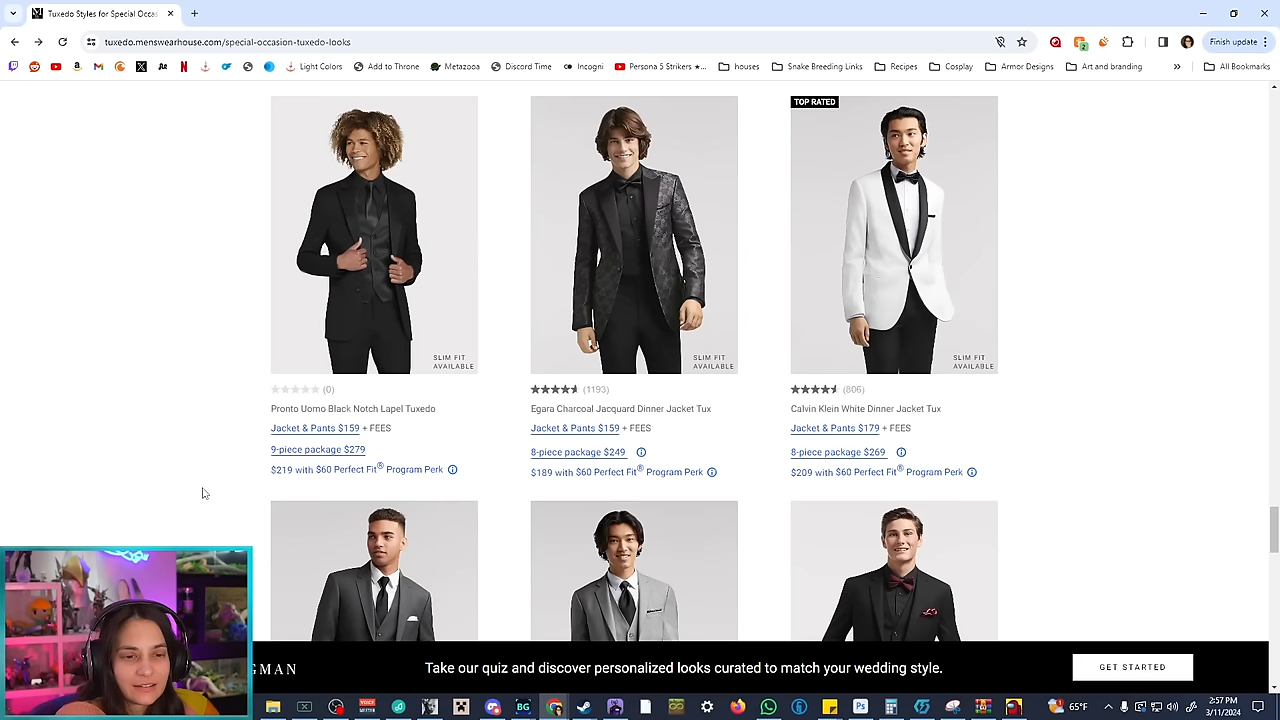 Tuxedo Styles for Special Occas
tuxedo.menswearhouse.com/special-occasion-tuxedo-looks
2
Finish update
Light Colors
Add to Throne
Metazooa
Discord Time
Incogni
Persona 5 Strikers ★...
houses
Snake Breeding Links
Recipes
Cosplay
Armor Designs
Art and branding
All Bookmarks
TOP RATED
SLIM FIT
AVAILABLE
SLIM FIT
AVAILABLE
SLIM FIT
AVAILABLE
(0)
(1193)
(806)
Pronto Uomo Black Notch Lapel Tuxedo
Egara Charcoal Jacquard Dinner Jacket Tux
Calvin Klein White Dinner Jacket Tux
Jacket & Pants $159 + FEES
Jacket & Pants $159 + FEES
Jacket & Pants $179 + FEES
9-piece package $279
8-piece package $249
8-piece package $269
$219 with $60 Perfect Fit® Program Perk
$189 with $60 Perfect Fit® Program Perk
$209 with $60 Perfect Fit® Program Perk
GMAN
Take our quiz and discover personalized looks curated to match your wedding style.
GET STARTED
65°F
2:57 PM
3/11/2024